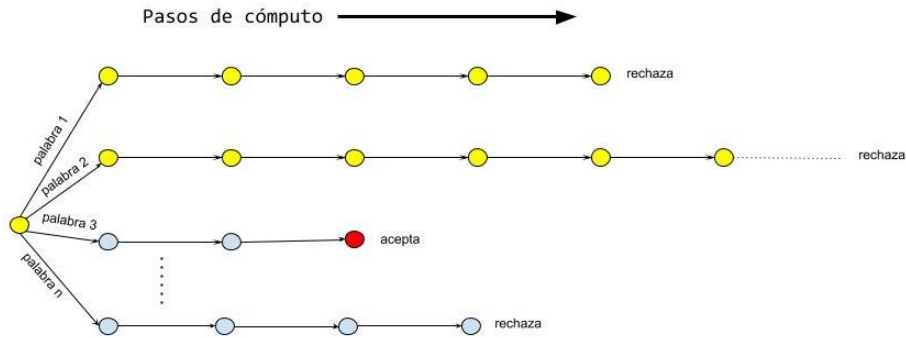 Pasos de cómputo
rechaza
palabra 1
palabra 2
rechaza
palabra 3
acepta
palabra n
rechaza